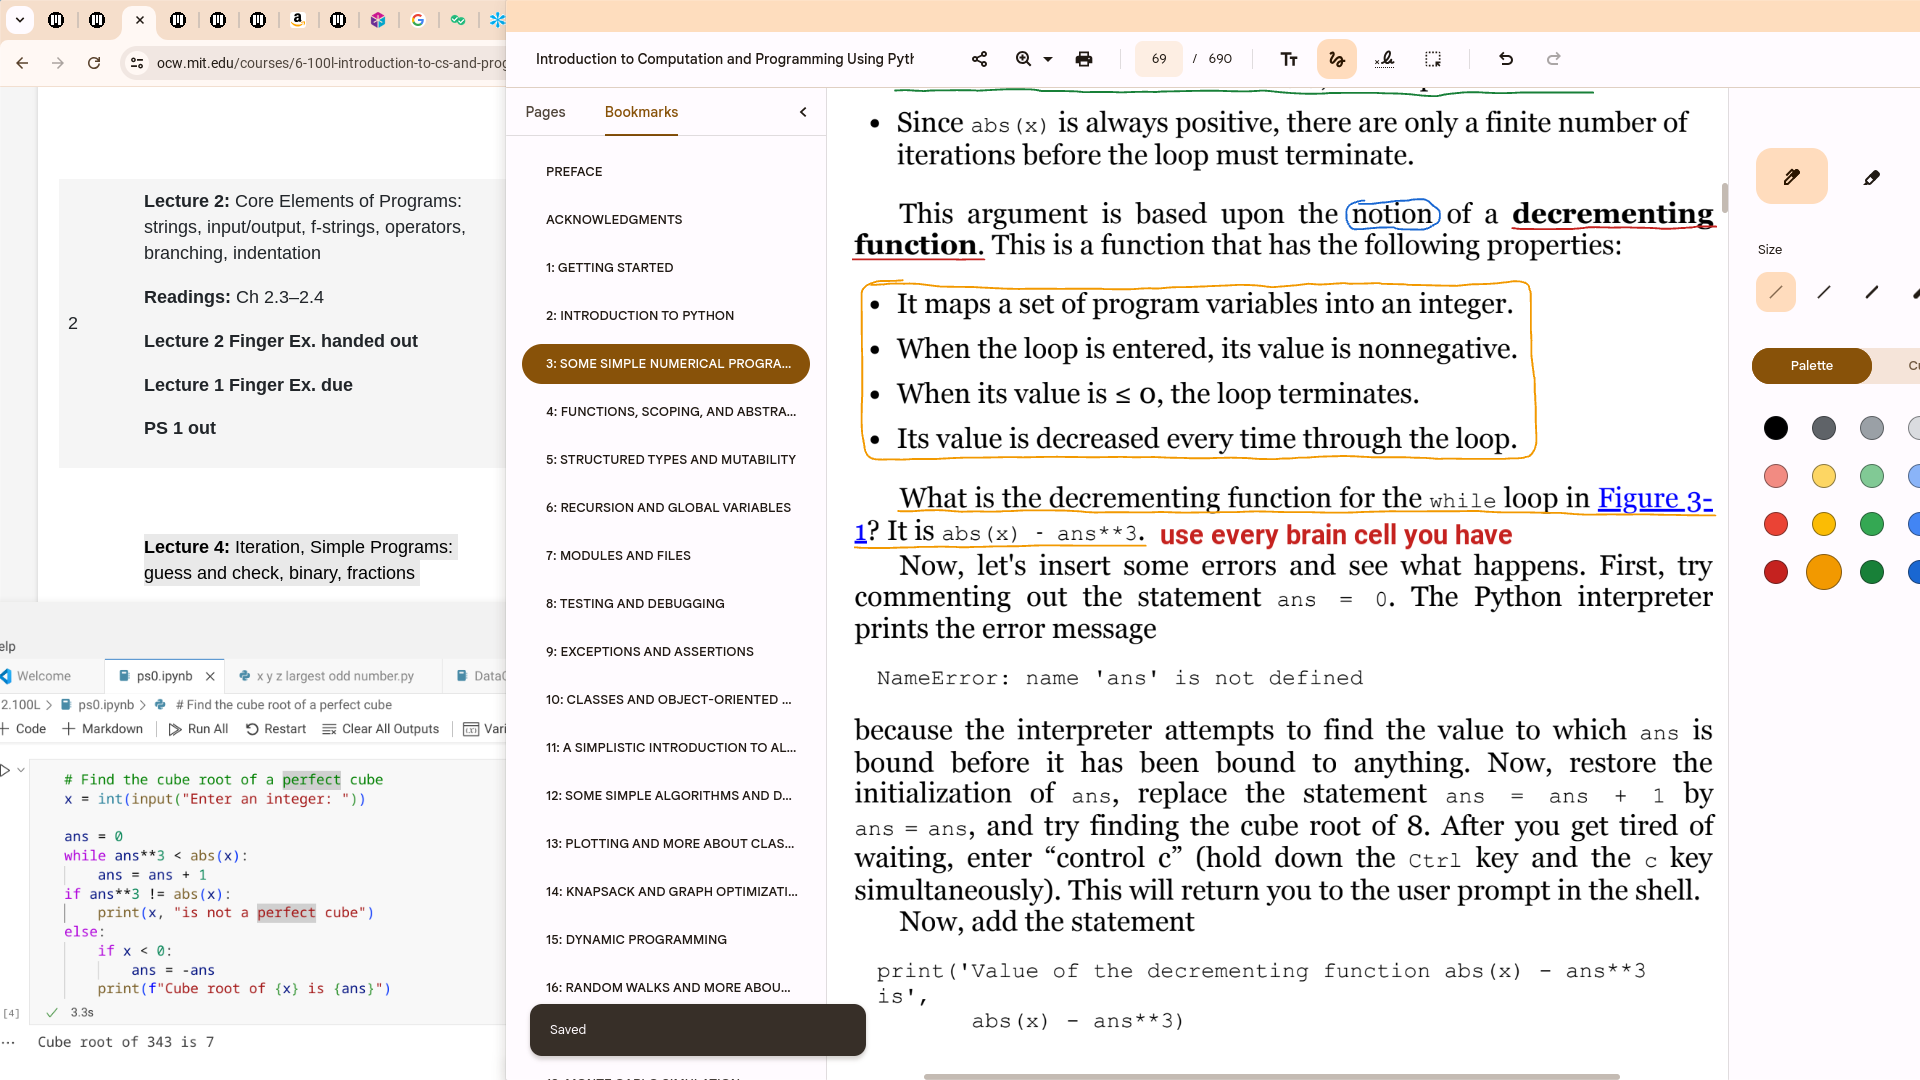 ocw.mit.edu/courses/6-100l-introduction-to-cs-and-prog
Lecture 2: Core Elements of Programs:
strings, input/output, f-strings, operators,
branching, indentation
Readings: Ch 2.3–2.4
2
Lecture 2 Finger Ex. handed out
Lecture 1 Finger Ex. due
PS 1 out
Lecture 4: Iteration, Simple Programs:
guess and check, binary, fractions
elp
Welcome
ps0.ipynb
x y z largest odd number.py
Data
2.100L > ps0.ipynb > # Find the cube root of a perfect cube
+ Code + Markdown Run All Restart Clear All Outputs Vari
# Find the cube root of a perfect cube
x = int(input("Enter an integer: "))
ans = 0
while ans**3 < abs(x):
    ans = ans + 1
if ans**3 != abs(x):
    print(x, "is not a perfect cube")
else:
    if x < 0:
        ans = -ans
    print(f"Cube root of {x} is {ans}")
[4]
3.3s
Cube root of 343 is 7
Introduction to Computation and Programming Using Pyth
69 / 690
Pages
Bookmarks
PREFACE
ACKNOWLEDGMENTS
1: GETTING STARTED
2: INTRODUCTION TO PYTHON
3: SOME SIMPLE NUMERICAL PROGRA...
4: FUNCTIONS, SCOPING, AND ABSTRA...
5: STRUCTURED TYPES AND MUTABILITY
6: RECURSION AND GLOBAL VARIABLES
7: MODULES AND FILES
8: TESTING AND DEBUGGING
9: EXCEPTIONS AND ASSERTIONS
10: CLASSES AND OBJECT-ORIENTED ...
11: A SIMPLISTIC INTRODUCTION TO AL...
12: SOME SIMPLE ALGORITHMS AND D...
13: PLOTTING AND MORE ABOUT CLAS...
14: KNAPSACK AND GRAPH OPTIMIZATI...
15: DYNAMIC PROGRAMMING
16: RANDOM WALKS AND MORE ABOU...
Saved
• Since abs(x) is always positive, there are only a finite number of
iterations before the loop must terminate.
This argument is based upon the notion of a decrementing
function. This is a function that has the following properties:
• It maps a set of program variables into an integer.
• When the loop is entered, its value is nonnegative.
• When its value is ≤ 0, the loop terminates.
• Its value is decreased every time through the loop.
What is the decrementing function for the while loop in Figure 3-
1? It is abs(x) - ans**3. use every brain cell you have
Now, let's insert some errors and see what happens. First, try
commenting out the statement ans = 0. The Python interpreter
prints the error message
NameError: name 'ans' is not defined
because the interpreter attempts to find the value to which ans is
bound before it has been bound to anything. Now, restore the
initialization of ans, replace the statement ans = ans + 1 by
ans = ans, and try finding the cube root of 8. After you get tired of
waiting, enter “control c” (hold down the Ctrl key and the c key
simultaneously). This will return you to the user prompt in the shell.
Now, add the statement
print('Value of the decrementing function abs(x) - ans**3
is',
abs(x) - ans**3)
Size
Palette
Cu